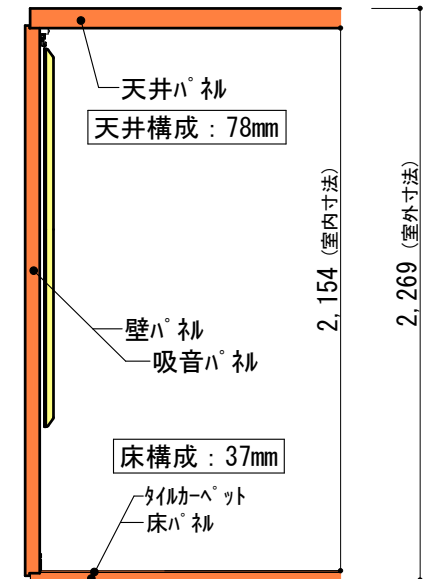 天井ﾊﾟﾈﾙ
天井構成：78mm
2,154 (室内寸法)
2,269 (室外寸法)
壁ﾊﾟﾈﾙ
吸音ﾊﾟﾈﾙ
床構成：37mm
ﾀｲﾙｶｰﾍﾟｯﾄ
床ﾊﾟﾈﾙ